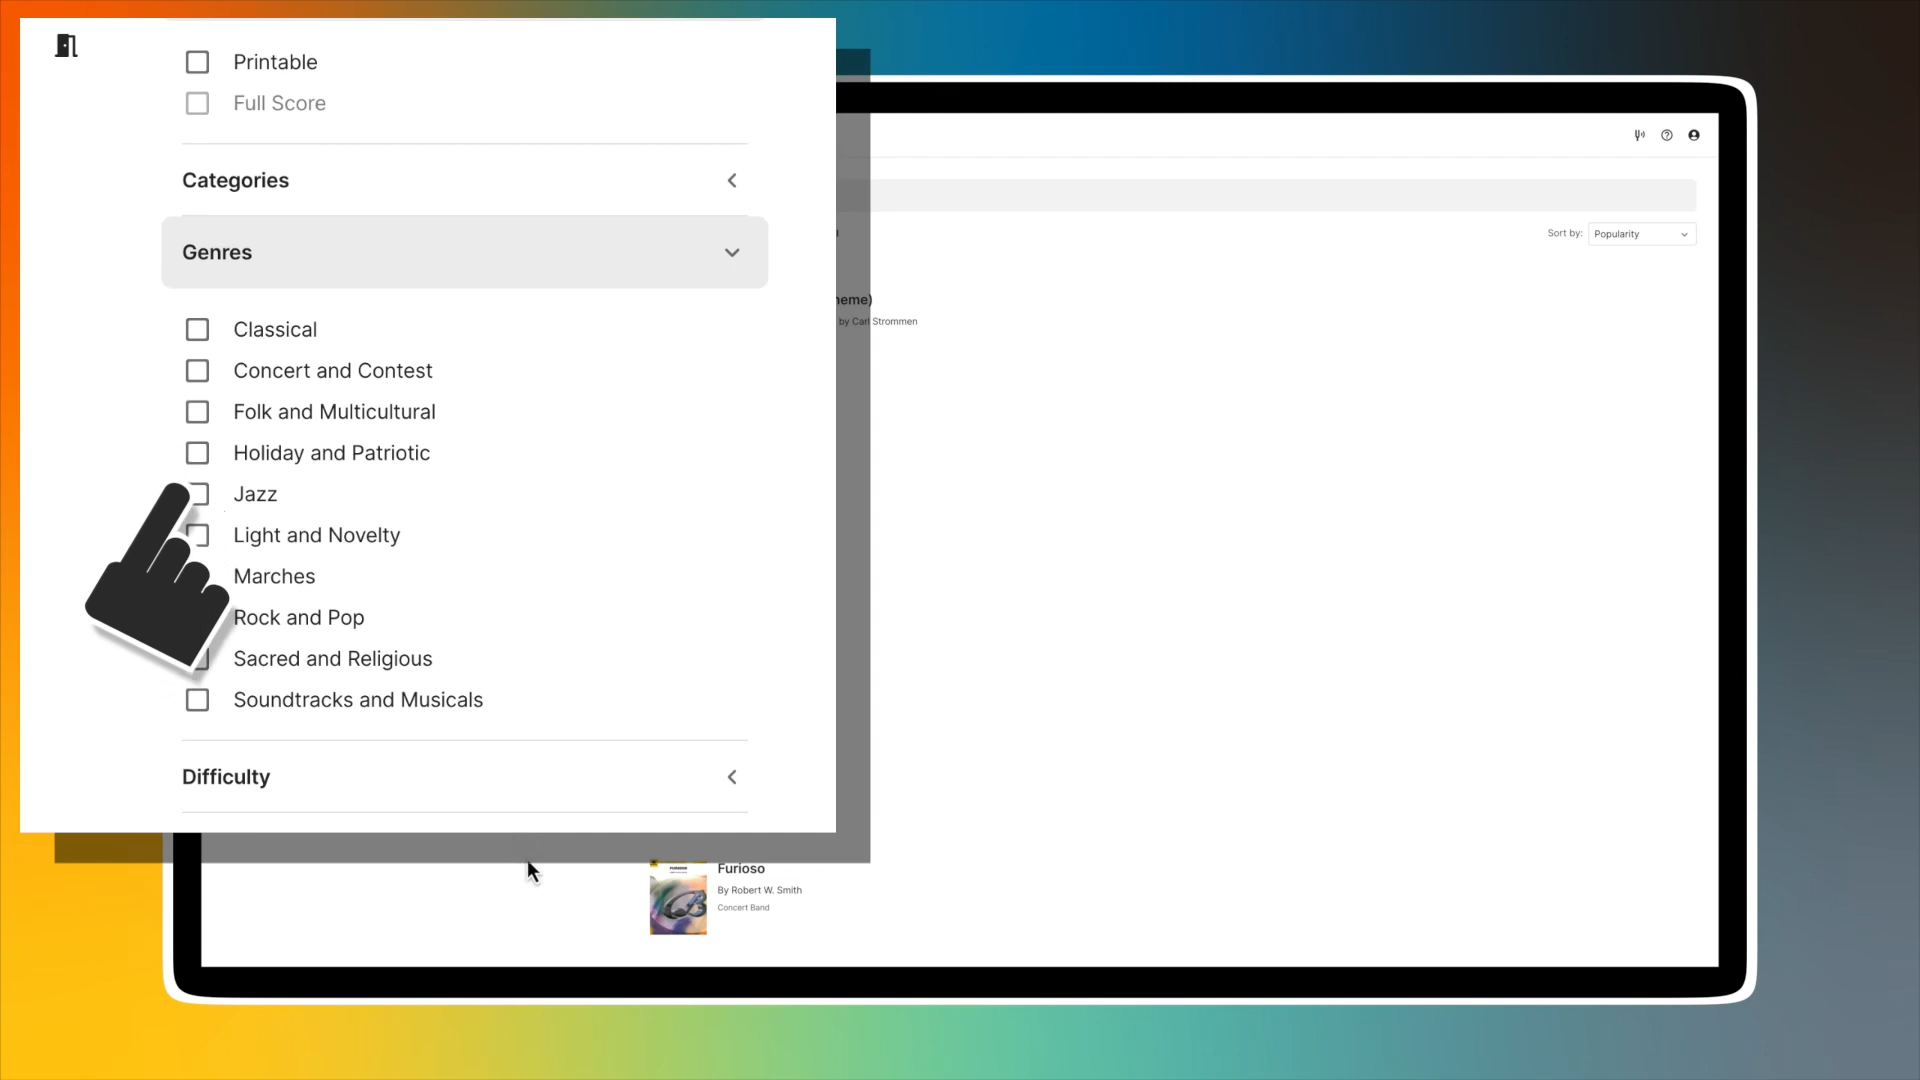 Printable
Full Score
Categories
Genres
Classical
Concert and Contest
Folk and Multicultural
Holiday and Patriotic
Jazz
Light and Novelty
Marches
Rock and Pop
Sacred and Religious
Soundtracks and Musicals
Difficulty
Sort by: Popularity
heme)
by Carl Strommen
Furioso
By Robert W. Smith
Concert Band